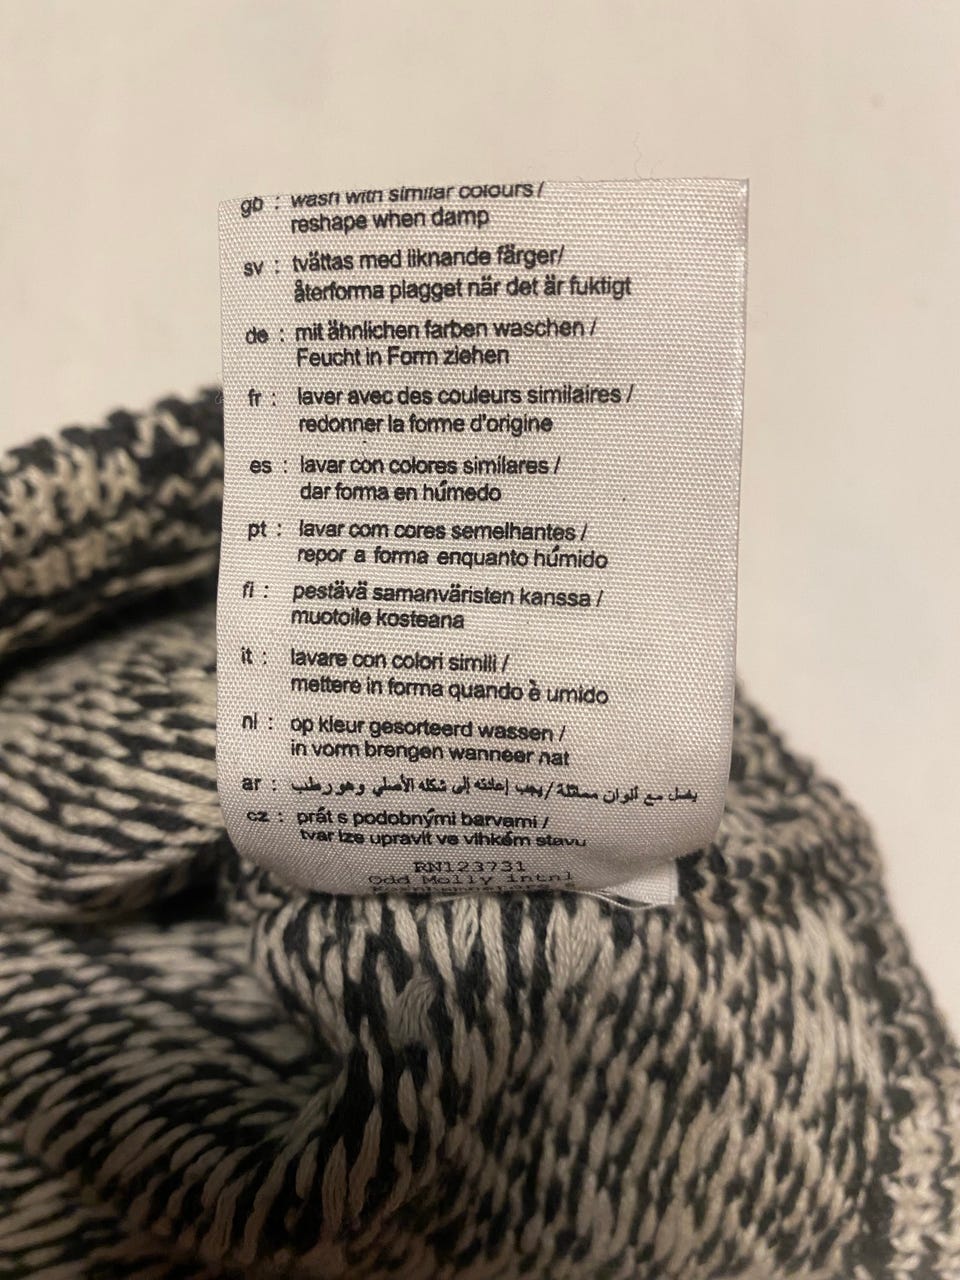 gb : wash with similar colours /
reshape when damp
sv : tvättas med liknande färger/
återforma plagget när det är fuktigt
de : mit ähnlichen farben waschen /
Feucht in Form ziehen
fr : laver avec des couleurs similaires /
redonner la forme d'origine
es : lavar con colores similares /
dar forma en húmedo
pt : lavar com cores semelhantes /
repor a forma enquanto húmido
fi : pestävä samanväristen kanssa /
muotoile kosteana
it : lavare con colori simili /
mettere in forma quando è umido
nl : op kleur gesorteerd wassen /
in vorm brengen wanneer nat
ar : يغسل مع ألوان مماثلة / يجب إعادته إلى شكله الأصلي وهو رطب
cz : prát s podobnými barvami /
tvar lze upravit ve vlhkém stavu
RN123731
Odd Molly intnl